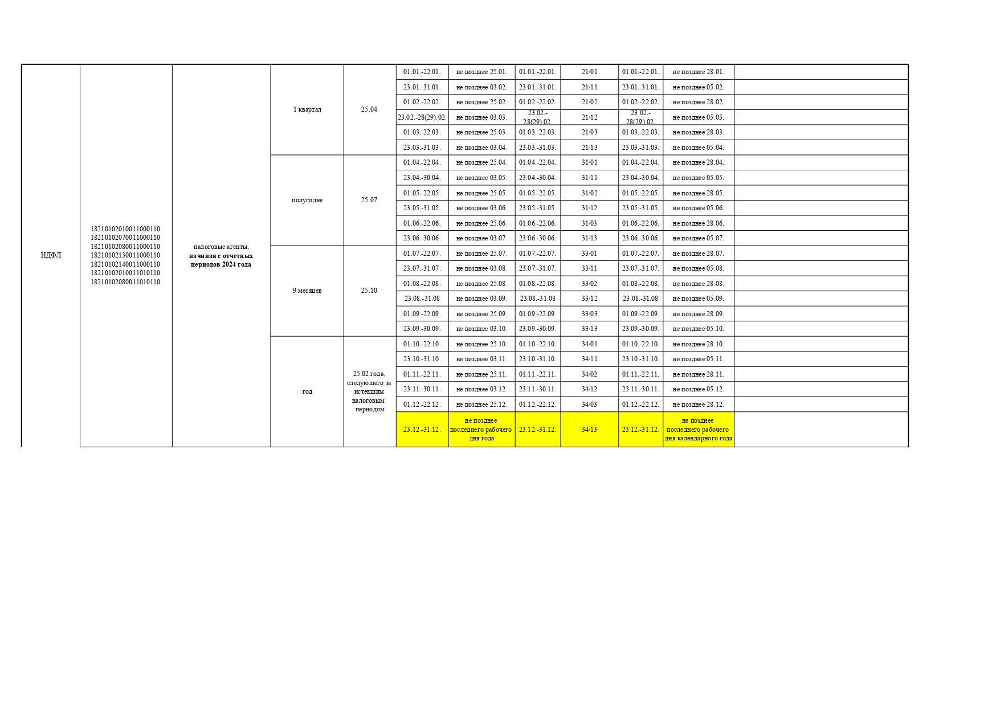 НДФЛ
18210102010011000110
18210102070011000110
18210102080011000110
18210102130011000110
18210102140011000110
18210102010011010110
18210102080011010110
налоговые агенты,
начиная с отчетных
периодов 2024 года
1 квартал
25.04.
01.01.-22.01. не позднее 25.01. 01.01.-22.01. 21/01 01.01.-22.01. не позднее 28.01.
23.01.-31.01. не позднее 03.02. 23.01.-31.01. 21/11 23.01.-31.01. не позднее 05.02.
01.02.-22.02. не позднее 25.02. 01.02.-22.02. 21/02 01.02.-22.02. не позднее 28.02.
23.02.-28(29).02. не позднее 03.03. 23.02.-
28(29).02. 21/12 23.02.-
28(29).02. не позднее 05.03.
01.03.-22.03. не позднее 25.03. 01.03.-22.03. 21/03 01.03.-22.03. не позднее 28.03.
23.03.-31.03. не позднее 03.04. 23.03.-31.03. 21/13 23.03.-31.03. не позднее 05.04.
полугодие
25.07.
01.04.-22.04. не позднее 25.04. 01.04.-22.04. 31/01 01.04.-22.04. не позднее 28.04.
23.04.-30.04. не позднее 03.05. 23.04.-30.04. 31/11 23.04.-30.04. не позднее 05.05.
01.05.-22.05. не позднее 25.05. 01.05.-22.05. 31/02 01.05.-22.05. не позднее 28.05.
23.05.-31.05. не позднее 03.06. 23.05.-31.05. 31/12 23.05.-31.05. не позднее 05.06.
01.06.-22.06. не позднее 25.06. 01.06.-22.06. 31/03 01.06.-22.06. не позднее 28.06.
23.06.-30.06. не позднее 03.07. 23.06.-30.06. 31/13 23.06.-30.06. не позднее 05.07.
9 месяцев
25.10.
01.07.-22.07. не позднее 25.07. 01.07.-22.07. 33/01 01.07.-22.07. не позднее 28.07.
23.07.-31.07. не позднее 03.08. 23.07.-31.07. 33/11 23.07.-31.07. не позднее 05.08.
01.08.-22.08. не позднее 25.08. 01.08.-22.08. 33/02 01.08.-22.08. не позднее 28.08.
23.08.-31.08 не позднее 03.09. 23.08.-31.08 33/12 23.08.-31.08 не позднее 05.09.
01.09.-22.09. не позднее 25.09. 01.09.-22.09. 33/03 01.09.-22.09. не позднее 28.09.
23.09.-30.09. не позднее 03.10. 23.09.-30.09. 33/13 23.09.-30.09. не позднее 05.10.
год
25.02 года,
следующего за
истекшим
налоговым
периодом
01.10.-22.10. не позднее 25.10. 01.10.-22.10. 34/01 01.10.-22.10. не позднее 28.10.
23.10.-31.10. не позднее 03.11. 23.10.-31.10. 34/11 23.10.-31.10. не позднее 05.11.
01.11.-22.11. не позднее 25.11. 01.11.-22.11. 34/02 01.11.-22.11. не позднее 28.11.
23.11.-30.11. не позднее 03.12. 23.11.-30.11. 34/12 23.11.-30.11. не позднее 05.12.
01.12.-22.12. не позднее 25.12. 01.12.-22.12. 34/03 01.12.-22.12. не позднее 28.12.
23.12.-31.12.
не позднее
последнего рабочего
дня года
23.12.-31.12.
34/13
23.12.-31.12.
не позднее
последнего рабочего
дня календарного года